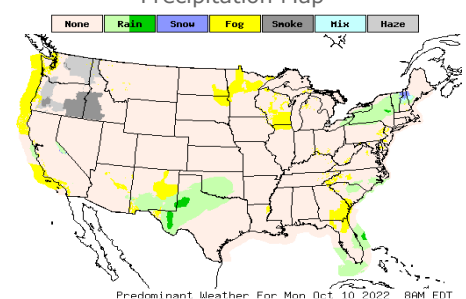 Precipitation Map
None Rain Snow Fog Smoke Mix Haze
Predominant Weather For Mon Oct 10 2022 8AM EDT